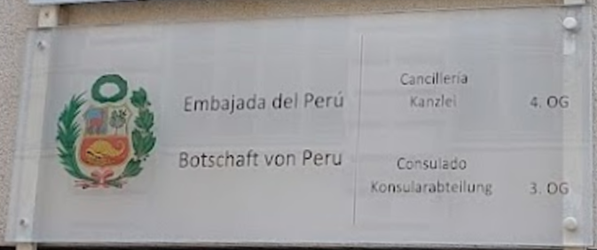 Embajada del Perú
Botschaft von Peru
Cancillería
Kanzlei 4. OG
Consulado
Konsularabteilung 3. OG